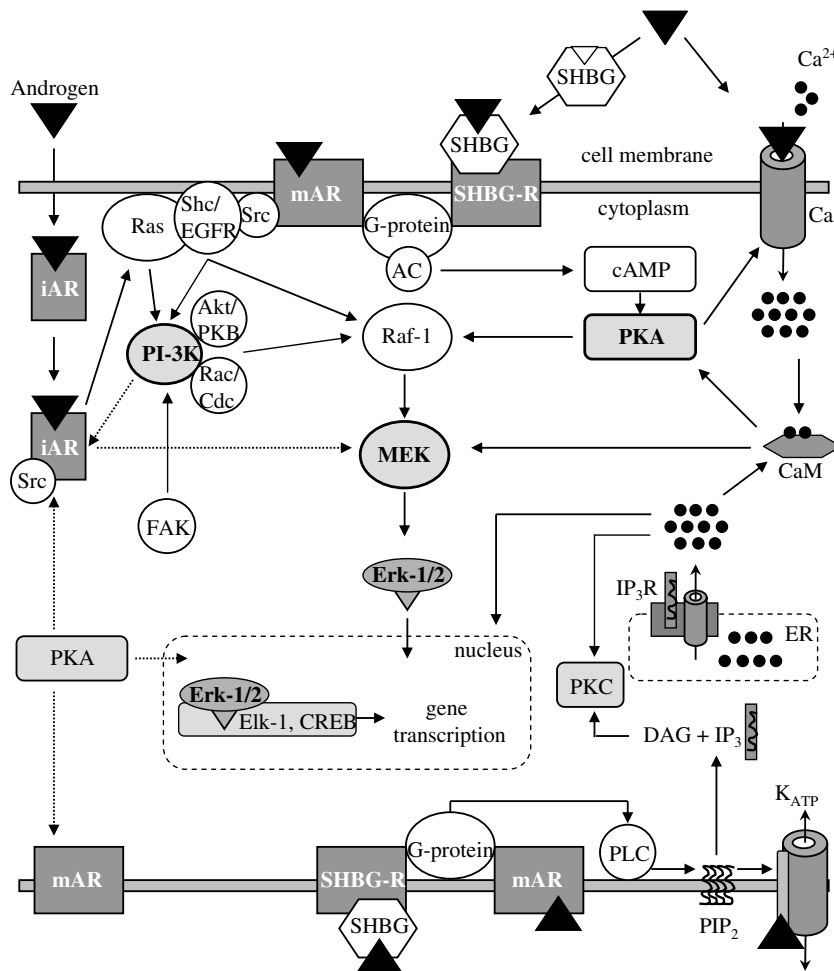 Ca²⁺
SHBG
Androgen
SHBG
cell membrane
mAR
SHBG-R
Shc/
EGFR
Src
Ras
G-protein
cytoplasm
Ca
AC
cAMP
iAR
Akt/
PKB
Raf-1
PKA
PI-3K
Rac/
Cdc
iAR
MEK
CaM
Src
FAK
Erk-1/2
IP₃R
ER
PKA
nucleus
PKC
Erk-1/2
Elk-1, CREB
gene
transcription
DAG + IP₃
K_ATP
G-protein
PLC
mAR
SHBG-R
mAR
SHBG
PIP₂